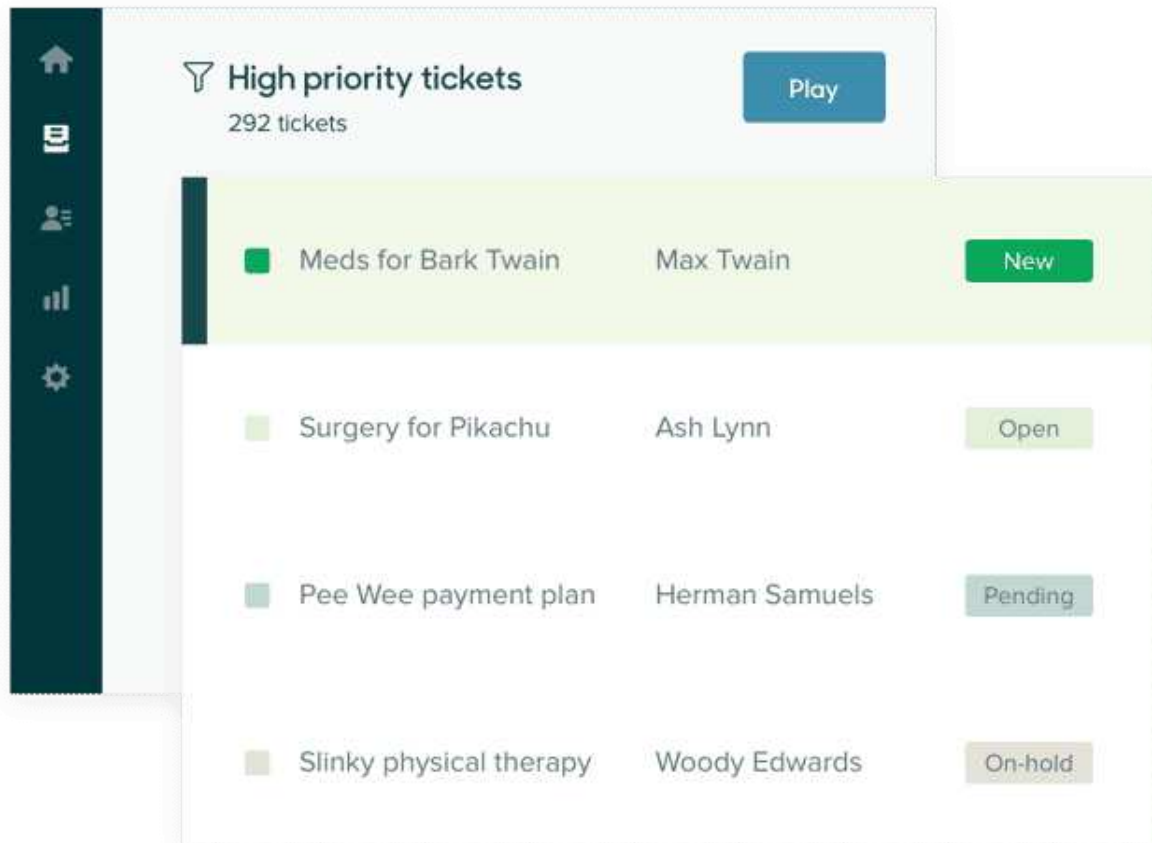 High priority tickets
Play
292 tickets
Meds for Bark Twain Max Twain New
Surgery for Pikachu Ash Lynn Open
Pee Wee payment plan Herman Samuels Pending
Slinky physical therapy Woody Edwards On-hold